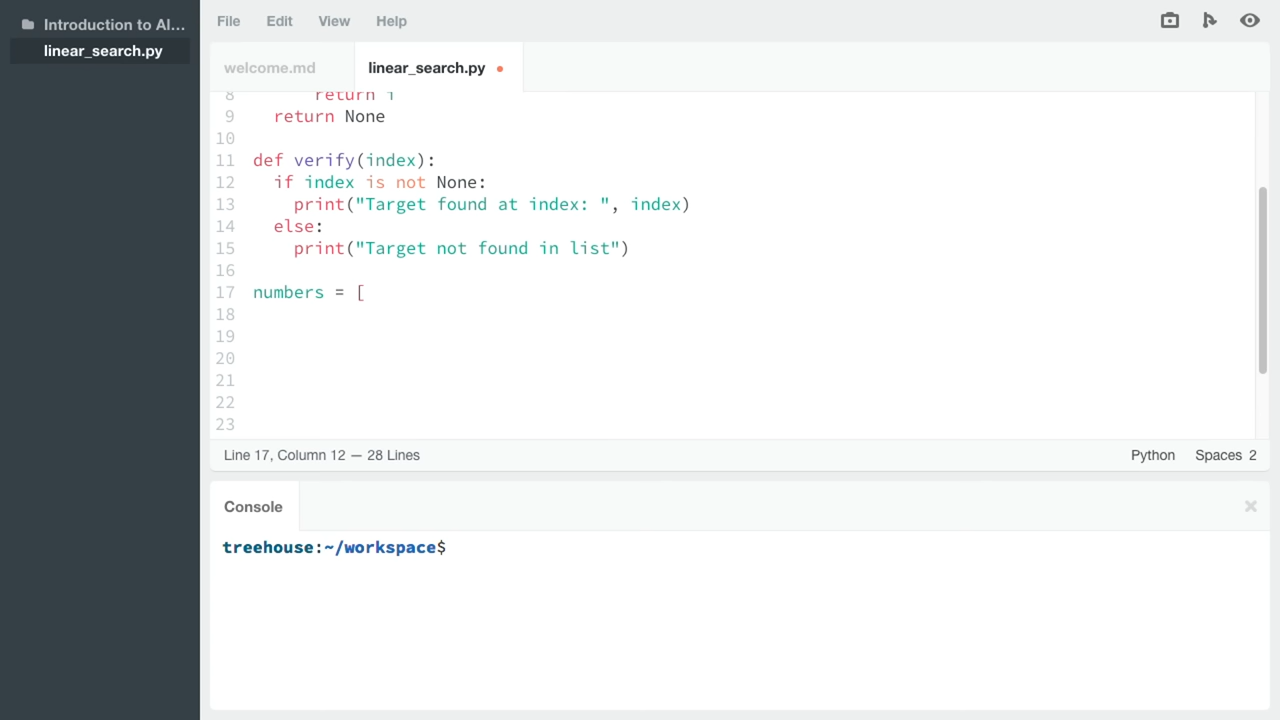 Introduction to Al...
linear_search.py
File Edit View Help
welcome.md linear_search.py
8 return i
9 return None
10
11 def verify(index):
12 if index is not None:
13 print("Target found at index: ", index)
14 else:
15 print("Target not found in list")
16
17 numbers = [
18
19
20
21
22
23
Line 17, Column 12 — 28 Lines Python Spaces 2
Console
treehouse:~/workspace$